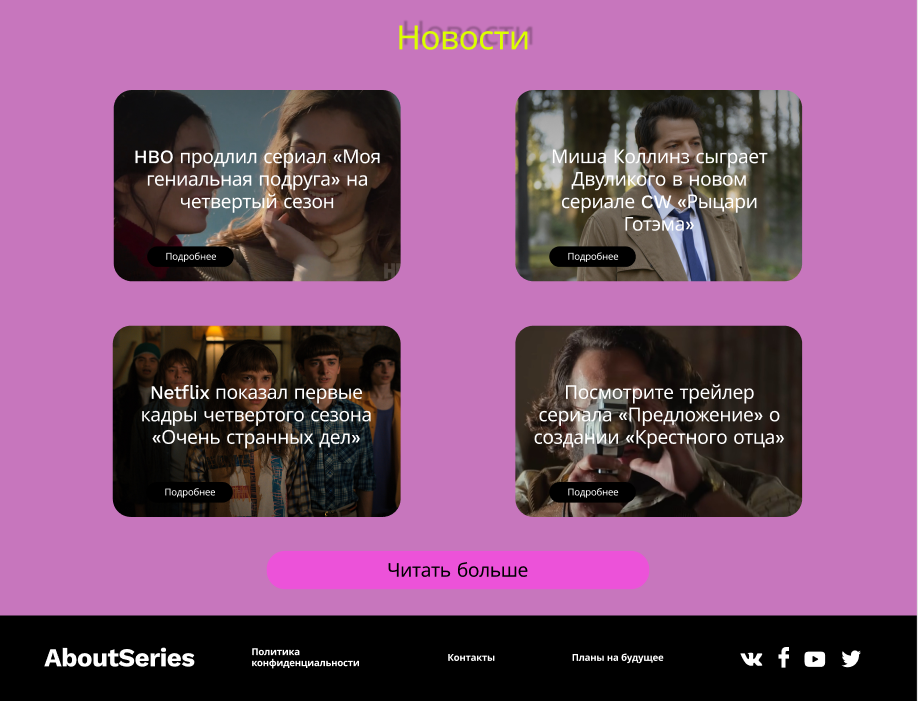 Новости
HBO продлил сериал «Моя
гениальная подруга» на
четвертый сезон
Подробнее
Миша Коллинз сыграет
Двуликого в новом
сериале CW «Рыцари
Готэма»
Подробнее
Netflix показал первые
кадры четвертого сезона
«Очень странных дел»
Подробнее
Посмотрите трейлер
сериала «Предложение» о
создании «Крестного отца»
Подробнее
Читать больше
AboutSeries
Политика
конфиденциальности
Контакты
Планы на будущее